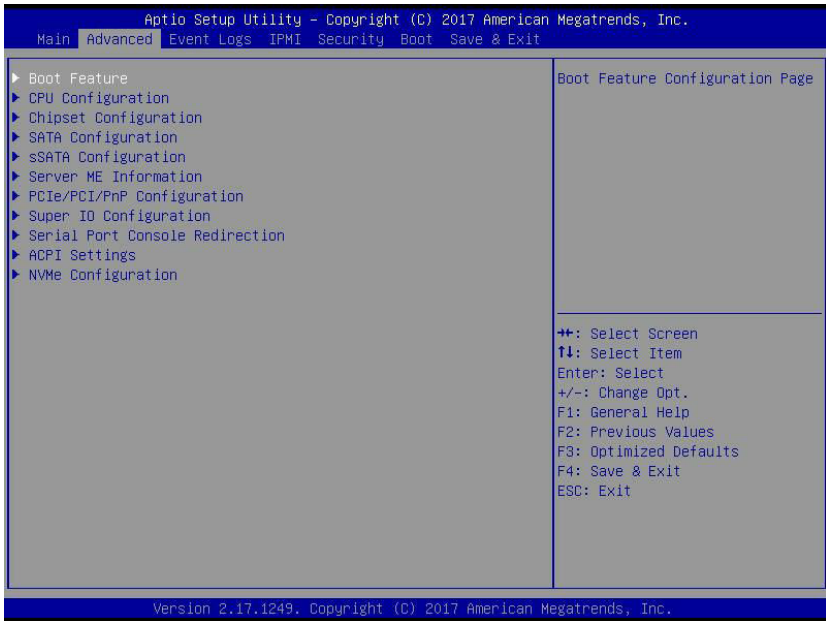 Aptio Setup Utility – Copyright (C) 2017 American Megatrends, Inc.
Main Advanced Event Logs IPMI Security Boot Save & Exit
▶ Boot Feature
▶ CPU Configuration
▶ Chipset Configuration
▶ SATA Configuration
▶ sSATA Configuration
▶ Server ME Information
▶ PCIe/PCI/PnP Configuration
▶ Super IO Configuration
▶ Serial Port Console Redirection
▶ ACPI Settings
▶ NVMe Configuration
Boot Feature Configuration Page
→←: Select Screen
↑↓: Select Item
Enter: Select
+/-: Change Opt.
F1: General Help
F2: Previous Values
F3: Optimized Defaults
F4: Save & Exit
ESC: Exit
Version 2.17.1249. Copyright (C) 2017 American Megatrends, Inc.